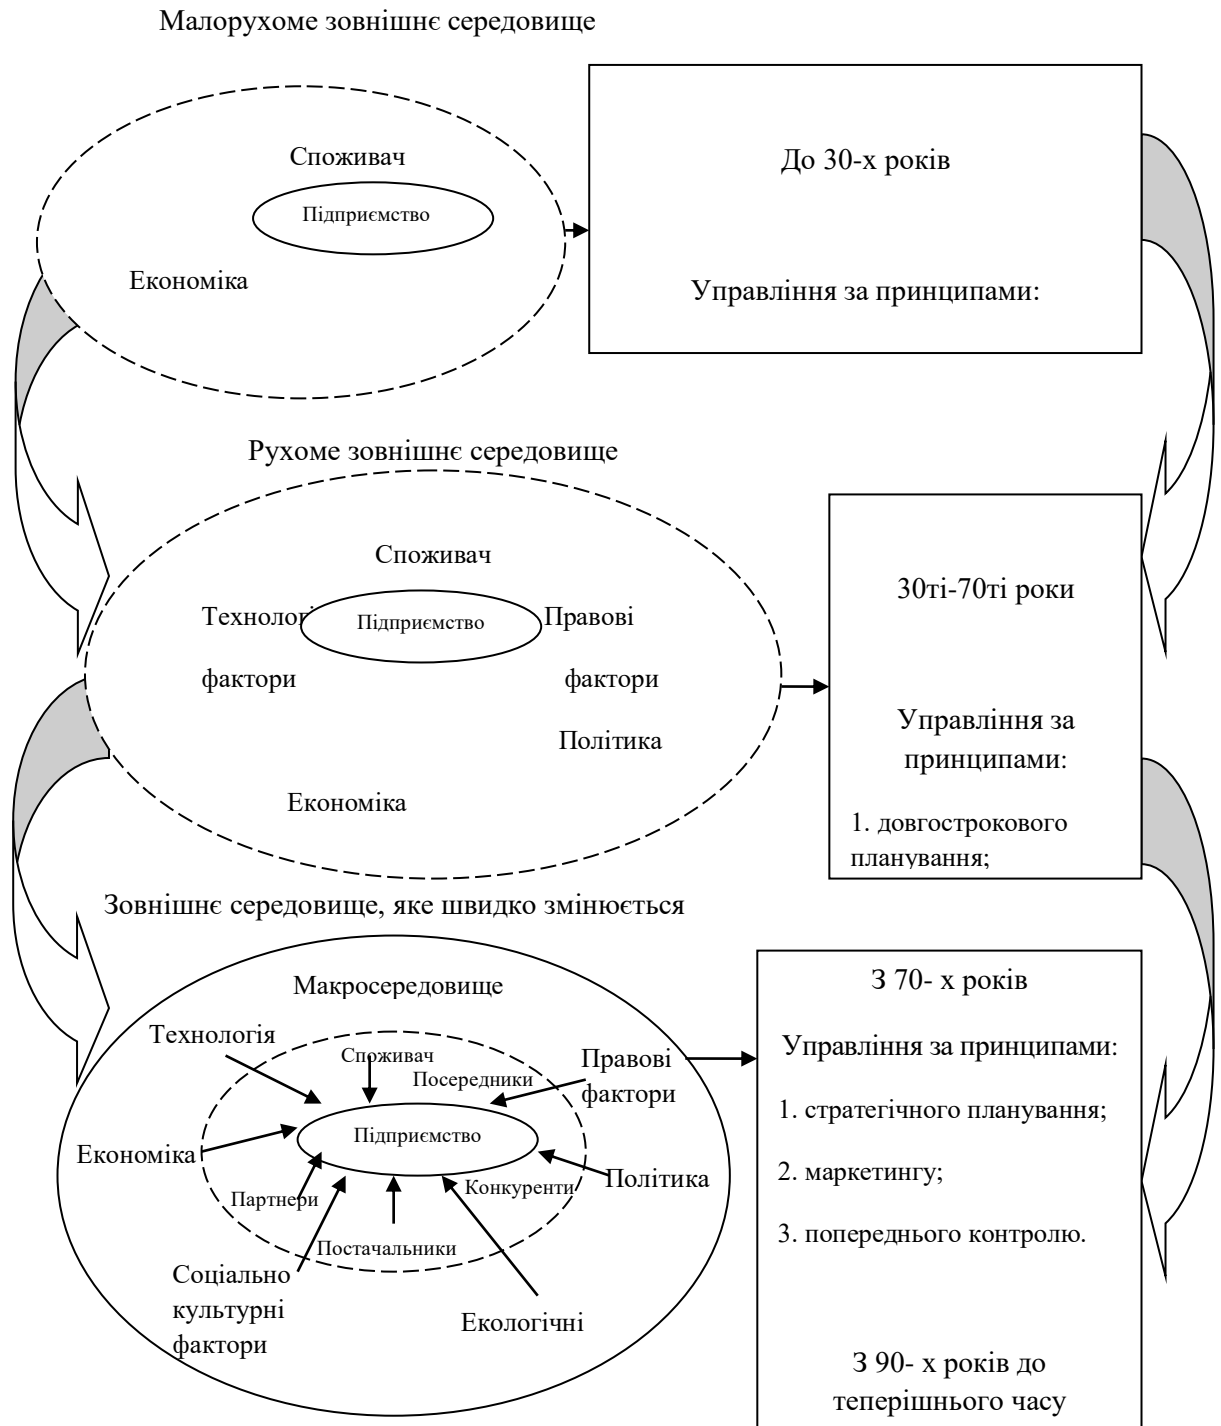 Малорухоме зовнішнє середовище
Споживач
Підприємство
Економіка
До 30-х років
Управління за принципами:
Рухоме зовнішнє середовище
Споживач
Підприємство
Правові
фактори
фактори
Політика
Економіка
30ті-70ті роки
Управління за
принципами:
1. довгострокового
планування;
Зовнішнє середовище, яке швидко змінюється
Макросередовище
Технологія
Споживач
Посередники
Правові
фактори
Підприємство
Економіка
Партнери
Конкуренти
Політика
Постачальники
Соціально
культурні
фактори
Екологічні
З 70- х років
Управління за принципами:
1. стратегічного планування;
2. маркетингу;
3. попереднього контролю.
З 90- х років до
теперішнього часу